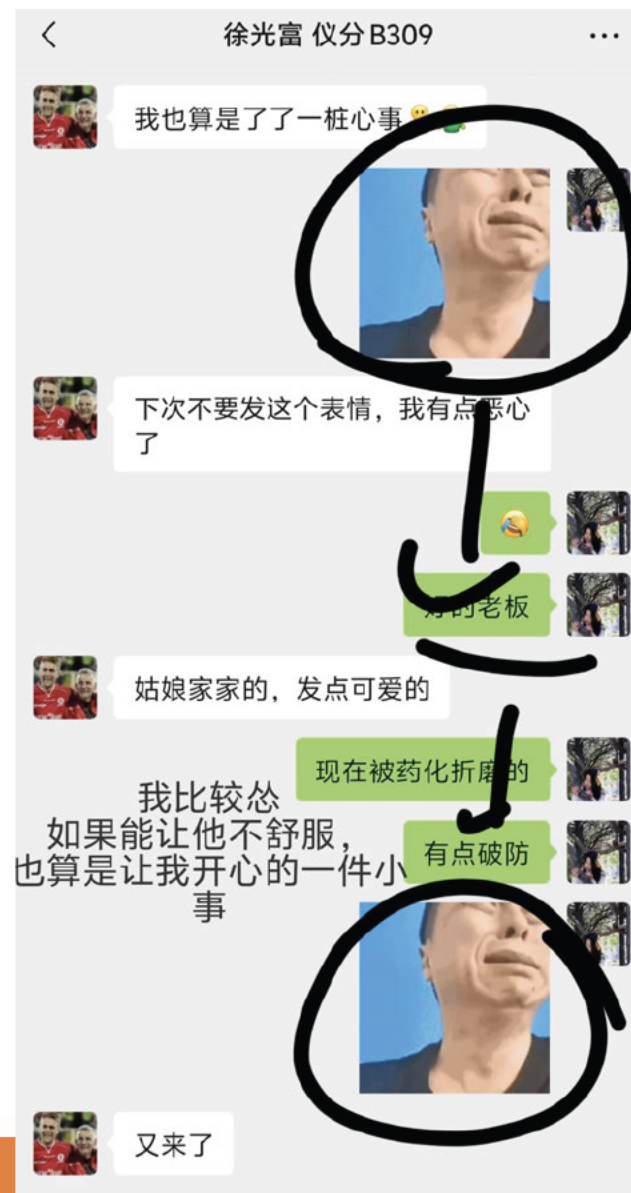 徐光富 仪分B309
我也算是了了一桩心事
下次不要发这个表情，我有点恶心
了
好的老板
姑娘家家的，发点可爱的
现在被药化折磨的
我比较怂
如果能让他不舒服，
也算是让我开心的一件小
事
有点破防
又来了